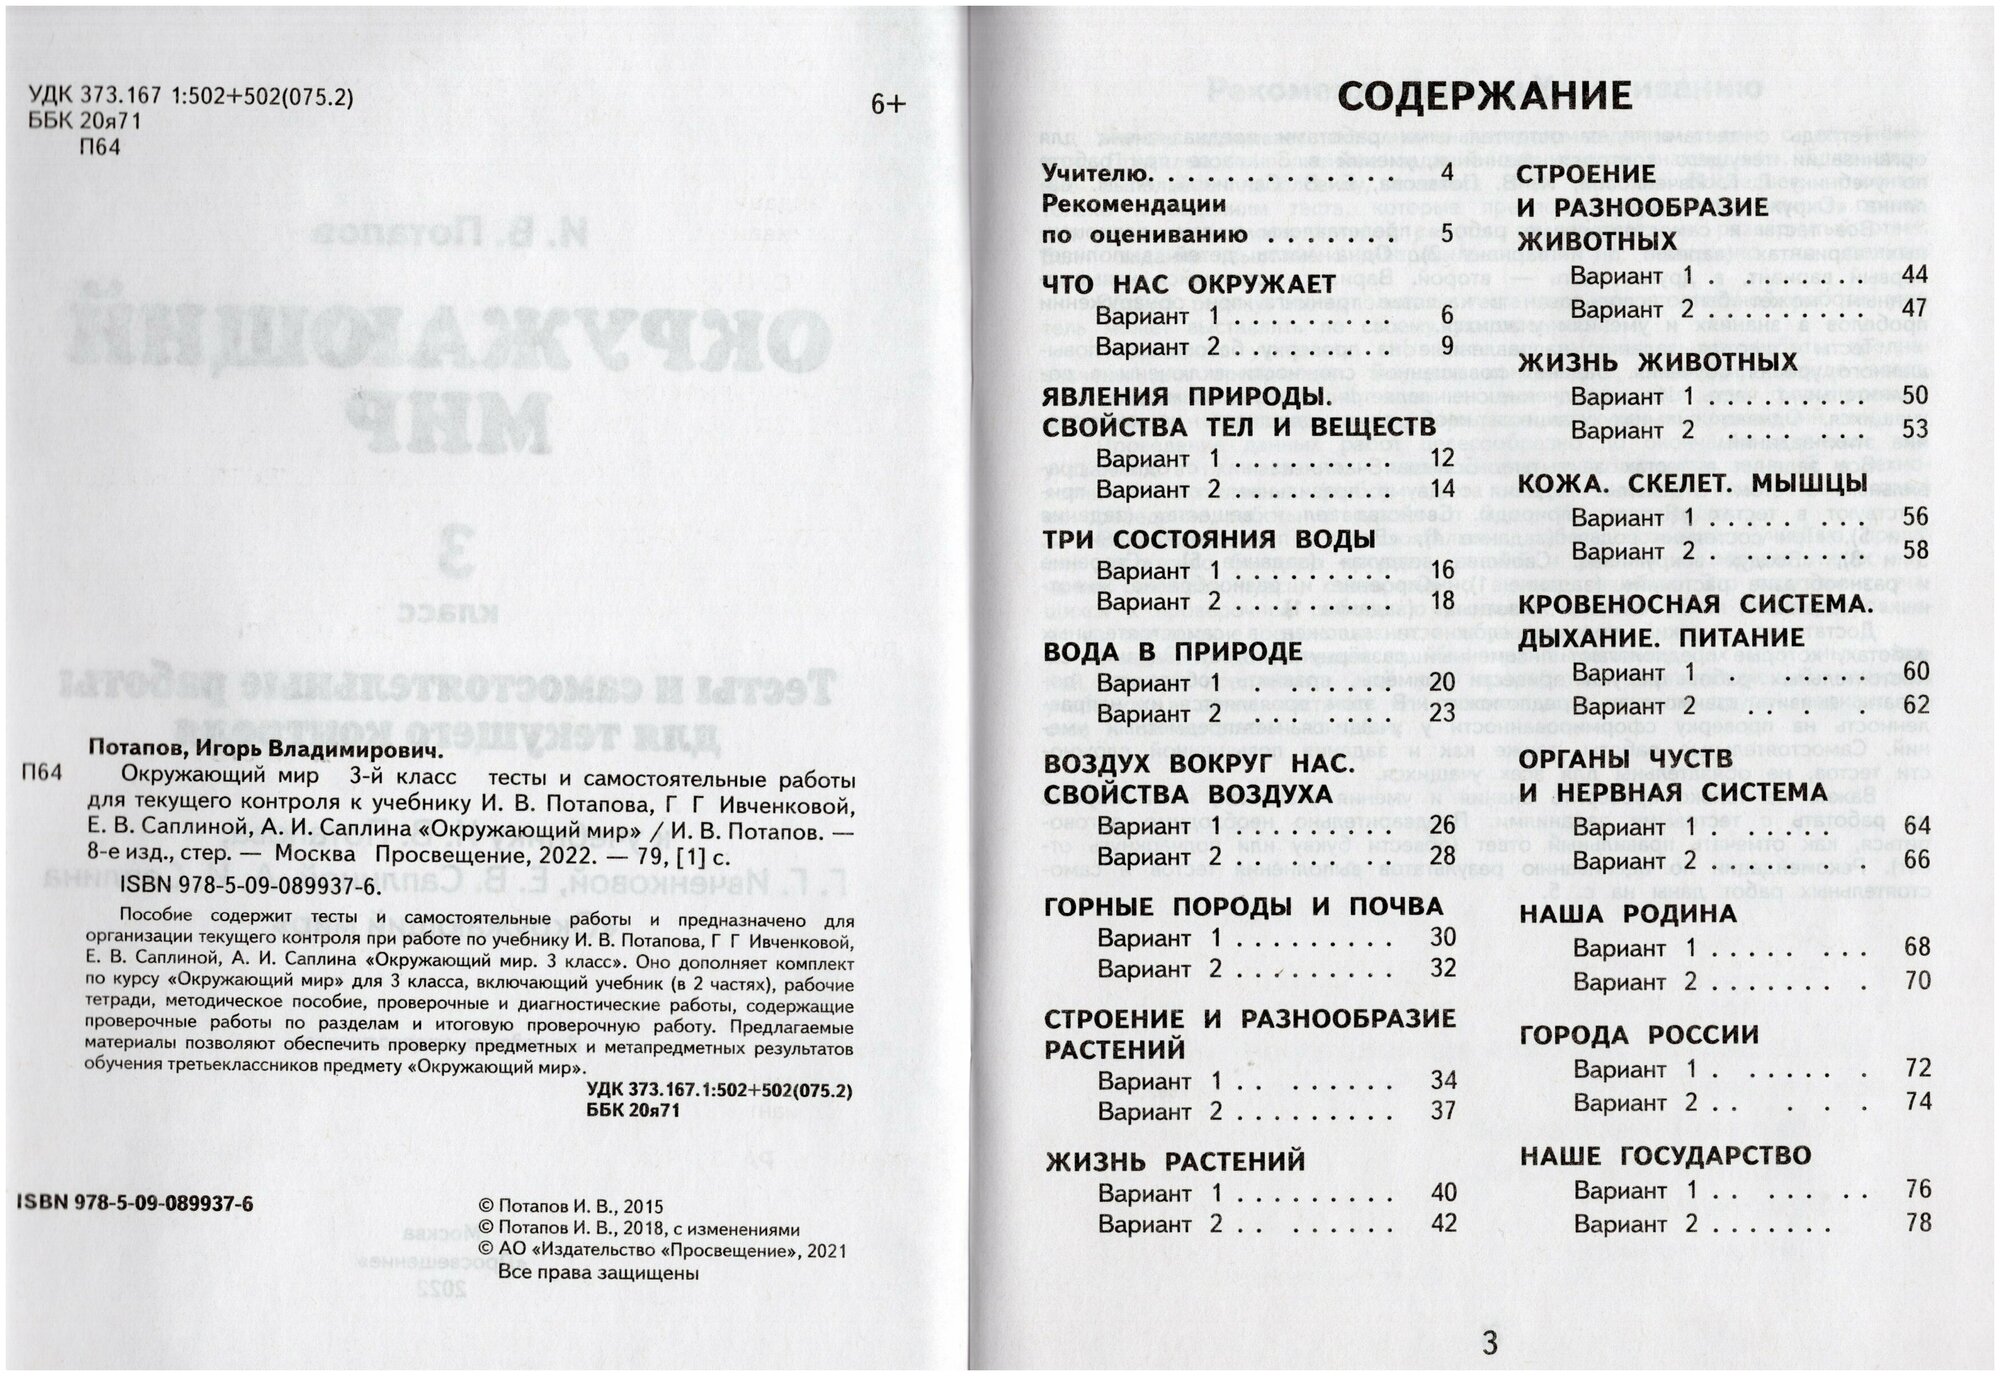 УДК 373.167 1:502+502(075.2)
ББК 20я71
П64
6+
Потапов, Игорь Владимирович.
П64 Окружающий мир 3-й класс тесты и самостоятельные работы
для текущего контроля к учебнику И. В. Потапова, Г Г Ивченковой,
Е. В. Саплиной, А. И. Саплина «Окружающий мир» / И. В. Потапов. —
8-е изд., стер. — Москва Просвещение, 2022. — 79, [1] с.
ISBN 978-5-09-089937-6.
Пособие содержит тесты и самостоятельные работы и предназначено для
организации текущего контроля при работе по учебнику И. В. Потапова, Г Г Ивченковой,
Е. В. Саплиной, А. И. Саплина «Окружающий мир. 3 класс». Оно дополняет комплект
по курсу «Окружающий мир» для 3 класса, включающий учебник (в 2 частях), рабочие
тетради, методическое пособие, проверочные и диагностические работы, содержащие
проверочные работы по разделам и итоговую проверочную работу. Предлагаемые
материалы позволяют обеспечить проверку предметных и метапредметных результатов
обучения третьеклассников предмету «Окружающий мир».
УДК 373.167.1:502+502(075.2)
ББК 20я71
ISBN 978-5-09-089937-6
© Потапов И. В., 2015
© Потапов И. В., 2018, с изменениями
© АО «Издательство «Просвещение», 2021
Все права защищены
СОДЕРЖАНИЕ
Учителю. . . . . . . . . . . . . 4
Рекомендации
по оцениванию . . . . . . . 5
ЧТО НАС ОКРУЖАЕТ
Вариант 1 . . . . . . . . . 6
Вариант 2 . . . . . . . . 9
ЯВЛЕНИЯ ПРИРОДЫ.
СВОЙСТВА ТЕЛ И ВЕЩЕСТВ
Вариант 1 . . . . . . . . 12
Вариант 2 . . . . . . . . . 14
ТРИ СОСТОЯНИЯ ВОДЫ
Вариант 1 . . . . . . . . . 16
Вариант 2 . . . . . . . . . 18
ВОДА В ПРИРОДЕ
Вариант 1 . . . . . . . . 20
Вариант 2 . . . . . . . . 23
ВОЗДУХ ВОКРУГ НАС.
СВОЙСТВА ВОЗДУХА
Вариант 1 . . . . . . . . . 26
Вариант 2 . . . . . . . . 28
ГОРНЫЕ ПОРОДЫ И ПОЧВА
Вариант 1 . . . . . . . . . 30
Вариант 2 . . . . . . . . . 32
СТРОЕНИЕ И РАЗНООБРАЗИЕ
РАСТЕНИЙ
Вариант 1 . . . . . . . . 34
Вариант 2 . . . . . . . . . 37
ЖИЗНЬ РАСТЕНИЙ
Вариант 1 . . . . . . . . . 40
Вариант 2 . . . . . . . . 42
СТРОЕНИЕ
И РАЗНООБРАЗИЕ
ЖИВОТНЫХ
Вариант 1 . . . . . . . . 44
Вариант 2 . . . . . . . . . 47
ЖИЗНЬ ЖИВОТНЫХ
Вариант 1 . . . . . . . . . 50
Вариант 2 . . . . . . . 53
КОЖА. СКЕЛЕТ. МЫШЦЫ
Вариант 1 . . . . . . . . 56
Вариант 2 . . . . . . . . . 58
КРОВЕНОСНАЯ СИСТЕМА.
ДЫХАНИЕ. ПИТАНИЕ
Вариант 1 . . . . . . . 60
Вариант 2 . . . . . . 62
ОРГАНЫ ЧУСТВ
И НЕРВНАЯ СИСТЕМА
Вариант 1 . . . . . . 64
Вариант 2 . . . . . . . . . 66
НАША РОДИНА
Вариант 1 . . . . . . . . 68
Вариант 2 . . . . . . . . 70
ГОРОДА РОССИИ
Вариант 1 . . . . . . . 72
Вариант 2 . . . . . . 74
НАШЕ ГОСУДАРСТВО
Вариант 1 . . . . . . . 76
Вариант 2 . . . . . . . 78
3